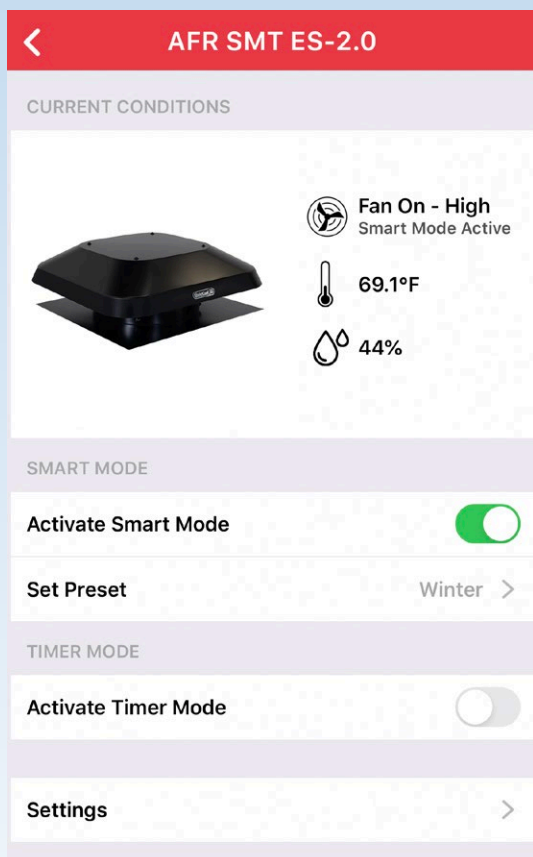 AFR SMT ES-2.0
CURRENT CONDITIONS
Fan On - High
Smart Mode Active
69.1°F
44%
SMART MODE
Activate Smart Mode
Set Preset Winter
TIMER MODE
Activate Timer Mode
Settings